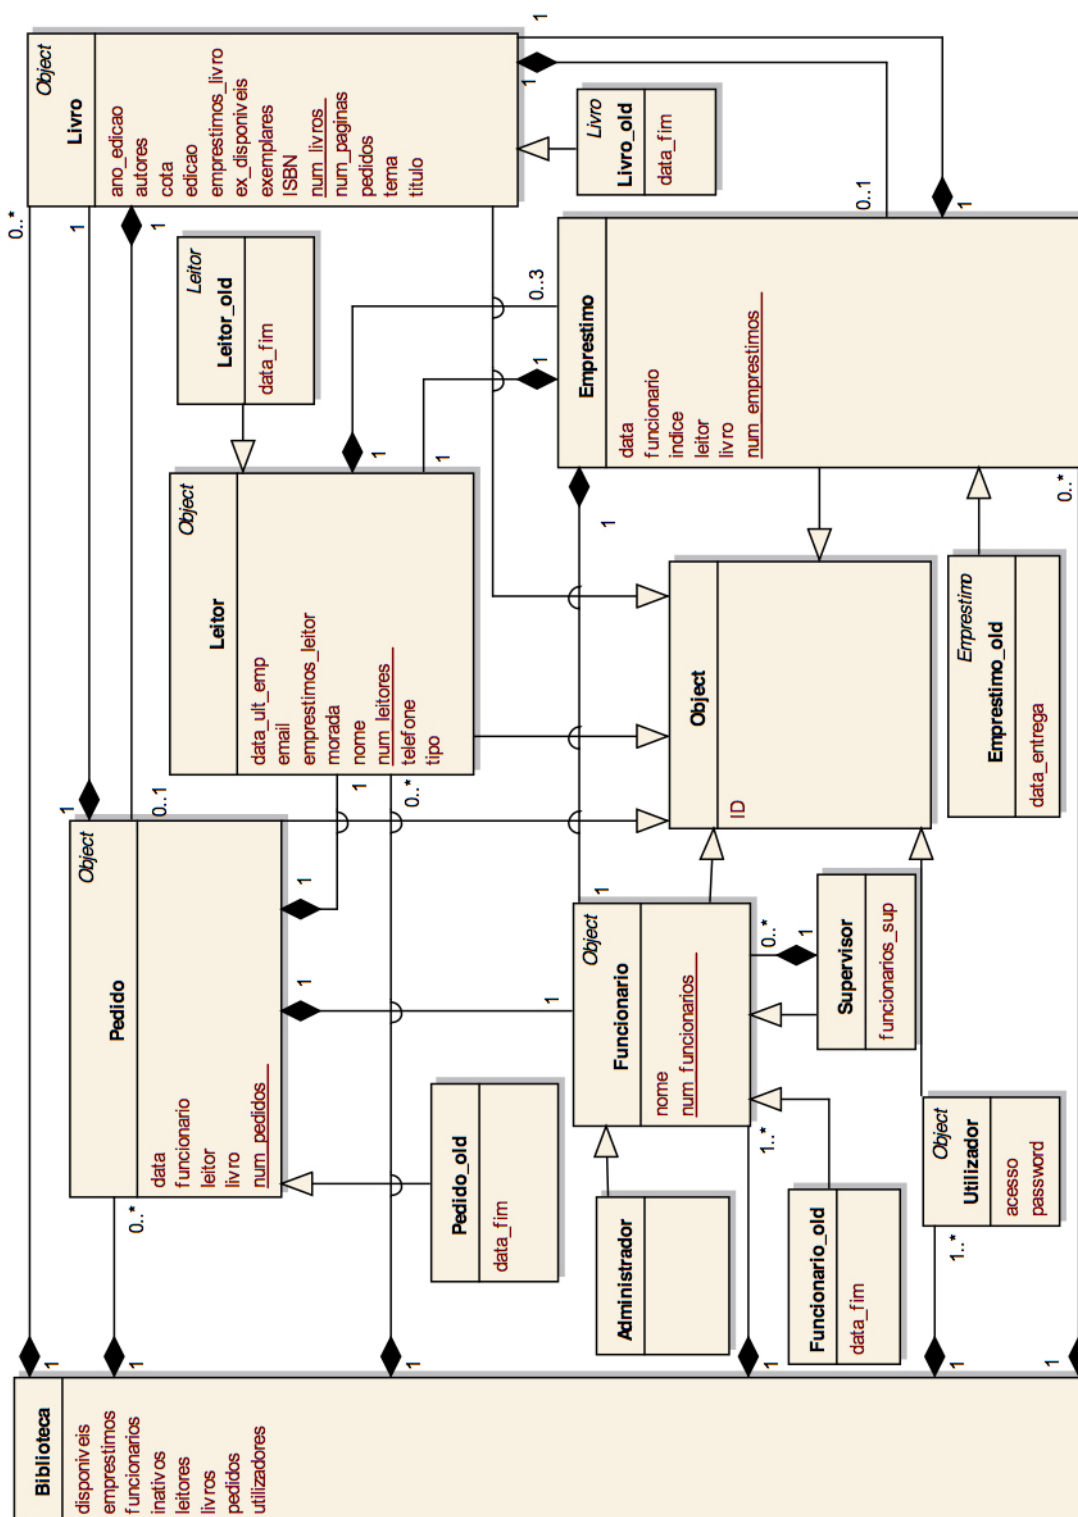 Biblioteca
disponiveis
emprestimos
funcionarios
inativos
leitores
livros
pedidos
utilizadores
1
1
1
1
1
1
Object
Pedido
data
funcionario
leitor
livro
num_pedidos
0..*
1
1
1
0..1
Pedido_old
data_fim
Object
Livro
ano_edicao
autores
cota
edicao
emprestimos_livro
ex_disponiveis
exemplares
ISBN
num_livros
num_paginas
pedidos
tema
titulo
0..*
1
1
1
1
Livro
Livro_old
data_fim
Leitor
Leitor_old
data_fim
Object
Leitor
data_ult_emp
email
emprestimos_leitor
morada
nome
num_leitores
telefone
tipo
1
0..*
1
1
Emprestimo
data
funcionario
indice
leitor
livro
num_emprestimos
0..3
1
0..1
1
1
0..*
Emprestimo
Emprestimo_old
data_entrega
Object
ID
Object
Funcionario
nome
num_funcionarios
1
1
1..*
0..*
Administrador
Funcionario_old
data_fim
Supervisor
funcionarios_sup
1
Object
Utilizador
acesso
password
1..*